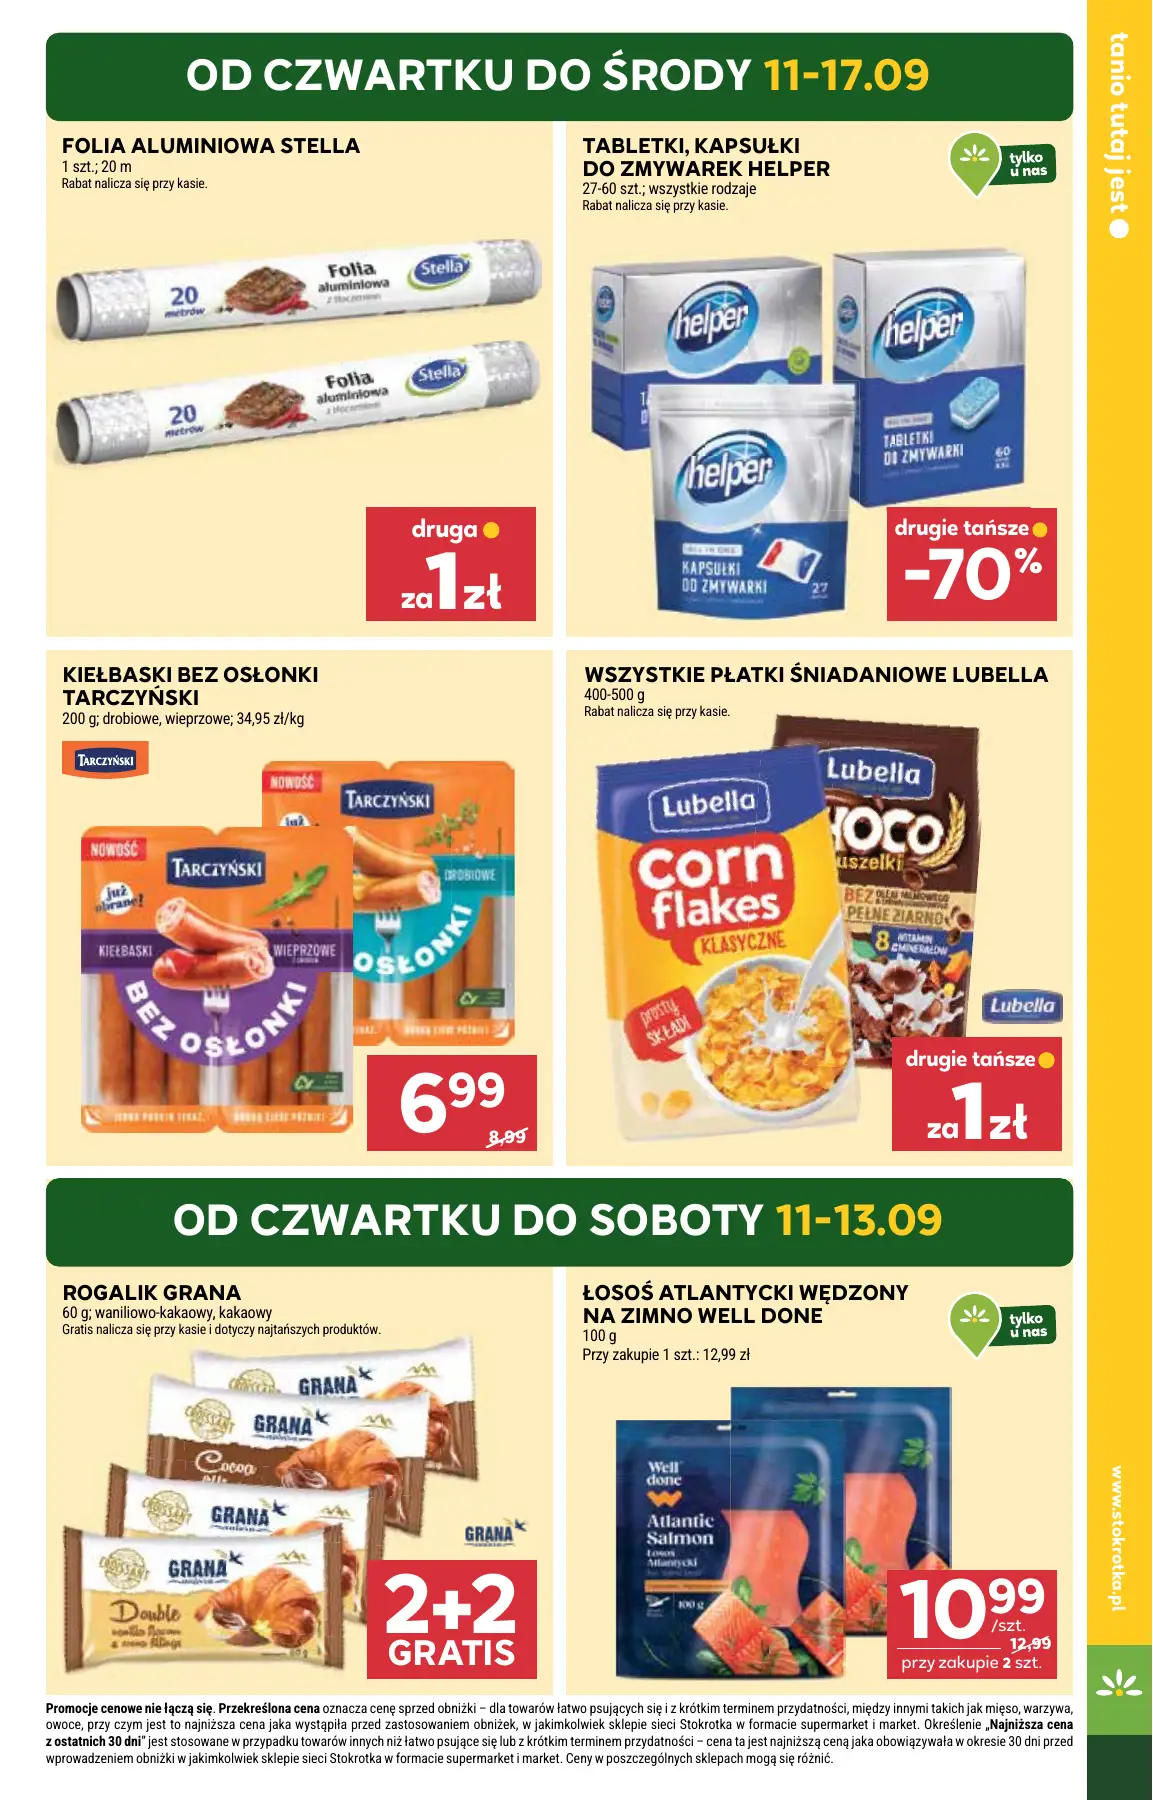 OD CZWARTKU DO ŚRODY 11-17.09
FOLIA ALUMINIOWA STELLA
1 szt.; 20 m
Rabat nalicza się przy kasie.
Folia
aluminiowa
z tłoczeniem
Stella
20
metrów
Folia
aluminiowa
z tłoczeniem
Stella
20
metrów
druga
za 1 zł
TABLETKI, KAPSUŁKI
DO ZMYWAREK HELPER
27-60 szt.; wszystkie rodzaje
Rabat nalicza się przy kasie.
tylko
u nas
helper
helper
TABLETKI
DO ZMYWARKI
60
helper
ALL IN ONE
KAPSUŁKI
DO ZMYWARKI
27
drugie tańsze
-70%
KIEŁBASKI BEZ OSŁONKI
TARCZYŃSKI
200 g; drobiowe, wieprzowe; 34,95 zł/kg
TARCZYŃSKI
NOWOŚĆ
TARCZYŃSKI
już
DROBIOWE
OSŁONKI
NOWOŚĆ
TARCZYŃSKI
już
obrane!
KIEŁBASKI
WIEPRZOWE
BEZ OSŁONKI
6 99
8,99
WSZYSTKIE PŁATKI ŚNIADANIOWE LUBELLA
400-500 g
Rabat nalicza się przy kasie.
Lubella
corn
flakes
KLASYCZNE
prosty
SKŁAD!
Lubella
HOCO
uszelki
BEZ
PEŁNE ZIARNO
8 WITAMIN
Lubella
drugie tańsze
za 1 zł
OD CZWARTKU DO SOBOTY 11-13.09
ROGALIK GRANA
60 g; waniliowo-kakaowy, kakaowy
Gratis nalicza się przy kasie i dotyczy najtańszych produktów.
GRANA
CROISSANT
GRANA
Cocoa
GRANA
CROISSANT
GRANA
Double
60 g
GRANA
2+2
GRATIS
ŁOSOŚ ATLANTYCKI WĘDZONY
NA ZIMNO WELL DONE
100 g
Przy zakupie 1 szt.: 12,99 zł
tylko
u nas
Well
done
Atlantic
Salmon
Łosoś
Atlantycki
100 g
10 99
/szt.
12,99
przy zakupie 2 szt.
Promocje cenowe nie łączą się. Przekreślona cena oznacza cenę sprzed obniżki – dla towarów łatwo psujących się i z krótkim terminem przydatności, między innymi takich jak mięso, warzywa,
owoce, przy czym jest to najniższa cena jaka wystąpiła przed zastosowaniem obniżek, w jakimkolwiek sklepie sieci Stokrotka w formacie supermarket i market. Określenie „Najniższa cena
z ostatnich 30 dni” jest stosowane w przypadku towarów innych niż łatwo psujące się lub z krótkim terminem przydatności – cena ta jest najniższą ceną jaka obowiązywała w okresie 30 dni przed
wprowadzeniem obniżki w jakimkolwiek sklepie sieci Stokrotka w formacie supermarket i market. Ceny w poszczególnych sklepach mogą się różnić.
tanio tutaj jest
www.stokrotka.pl